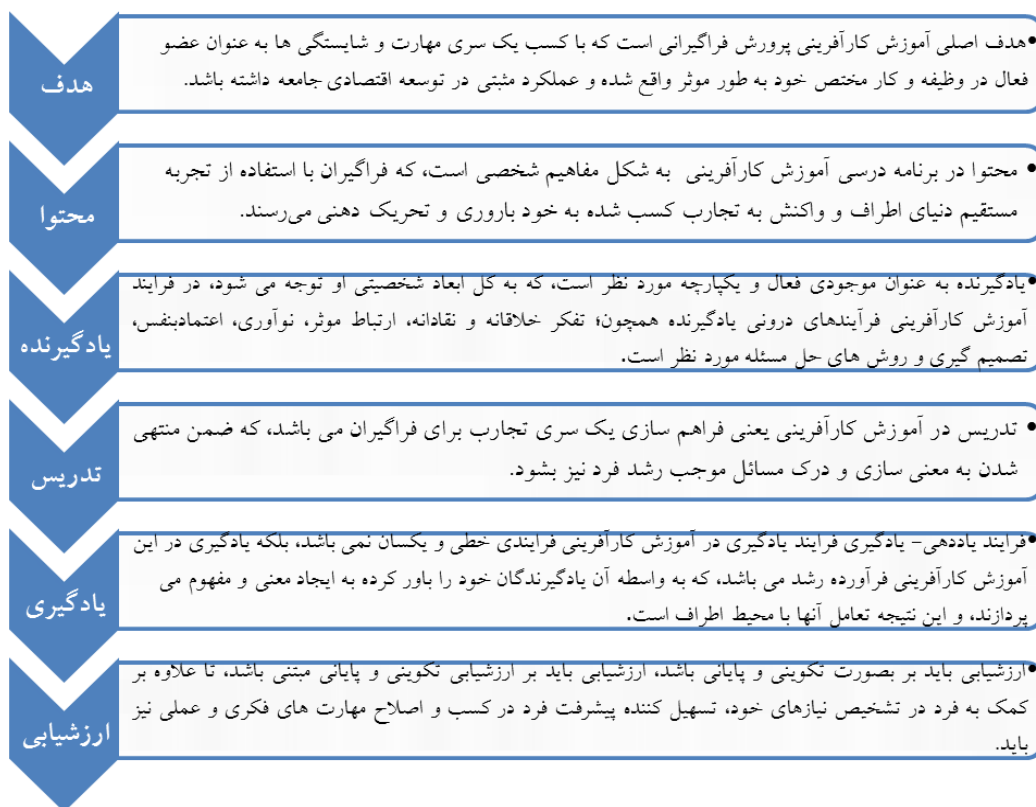 هدف
•هدف اصلی آموزش کارآفرینی پرورش فراگیرانی است که با کسب یک سری مهارت و شایستگی ها به عنوان عضو
فعال در وظیفه و کار مختص خود به طور موثر واقع شده و عملکرد مثبتی در توسعه اقتصادی جامعه داشته باشد.
محتوا
• محتوا در برنامه درسی آموزش کارآفرینی به شکل مفاهیم شخصی است، که فراگیران با استفاده از تجربه
مستقیم دنیای اطراف و واکنش به تجارب کسب شده به خود باروری و تحریک دهنی می‌رسند.
یادگیرنده
•یادگیرنده به عنوان موجودی فعال و یکپارچه مورد نظر است، که به کل ابعاد شخصیتی او توجه می شود، در فرایند
آموزش کارآفرینی فرآیندهای درونی یادگیرنده همچون؛ تفکر خلاقانه و نقادانه، ارتباط موثر، نوآوری، اعتمادبنفس،
تصمیم گیری و روش های حل مسئله مورد نظر است.
تدریس
• تدریس در آموزش کارآفرینی یعنی فراهم سازی یک سری تجارب برای فراگیران می باشد، که ضمن منتهی
شدن به معنی سازی و درک مسائل موجب رشد فرد نیز بشود.
یادگیری
•فرایند یاددهی- یادگیری فرایند یادگیری در آموزش کارآفرینی فرایندی خطی و یکسان نمی باشد، بلکه یادگیری در این
آموزش کارآفرینی فرآورده رشد می باشد، که به واسطه آن یادگیرندگان خود را باور کرده به ایجاد معنی و مفهوم می
پردازند، و این نتیجه تعامل آنها با محیط اطراف است.
ارزشیابی
•ارزشیابی باید بر بصورت تکوینی و پایانی باشد، ارزشیابی باید بر ارزشیابی تکوینی و پایانی مبتنی باشد، تا علاوه بر
کمک به فرد در تشخیص نیازهای خود، تسهیل کننده پیشرفت فرد در کسب و اصلاح مهارت های فکری و عملی نیز
باید.